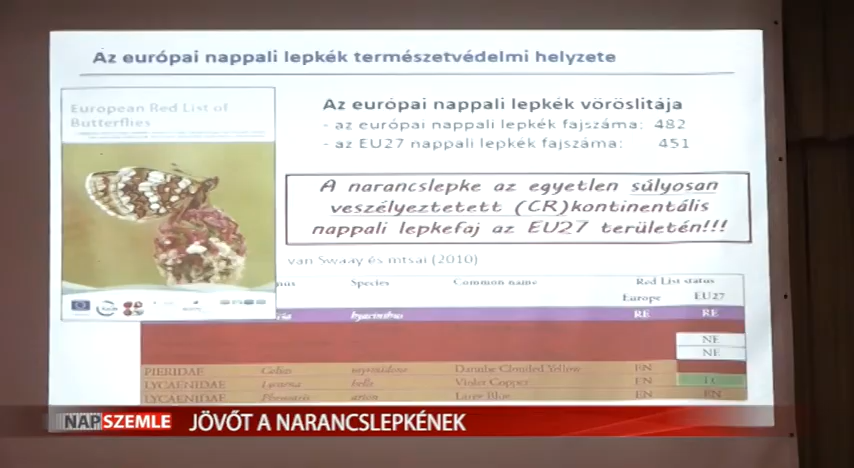 Az európai nappali lepkék természetvédelmi helyzete
European Red List of
Butterflies
Az európai nappali lepkék vöröslitája
- az európai nappali lepkék fajszáma: 482
- az EU27 nappali lepkék fajszáma: 451
A narancslepke az egyetlen súlyosan
veszélyeztetett (CR)kontinentális
nappali lepkefaj az EU27 területén!!!
van Swaay és mtsai (2010)
Species Common name Red List status
Europe EU27
RE RE
NE
NE
PIERIDAE Colias myrmidone Danube Clouded Yellow EN
LYCAENIDAE Lycaena helle Violet Copper EN LC
LYCAENIDAE arion Large Blue EN EN
NAPSZEMLE JÖVŐT A NARANCSLEPKÉNEK